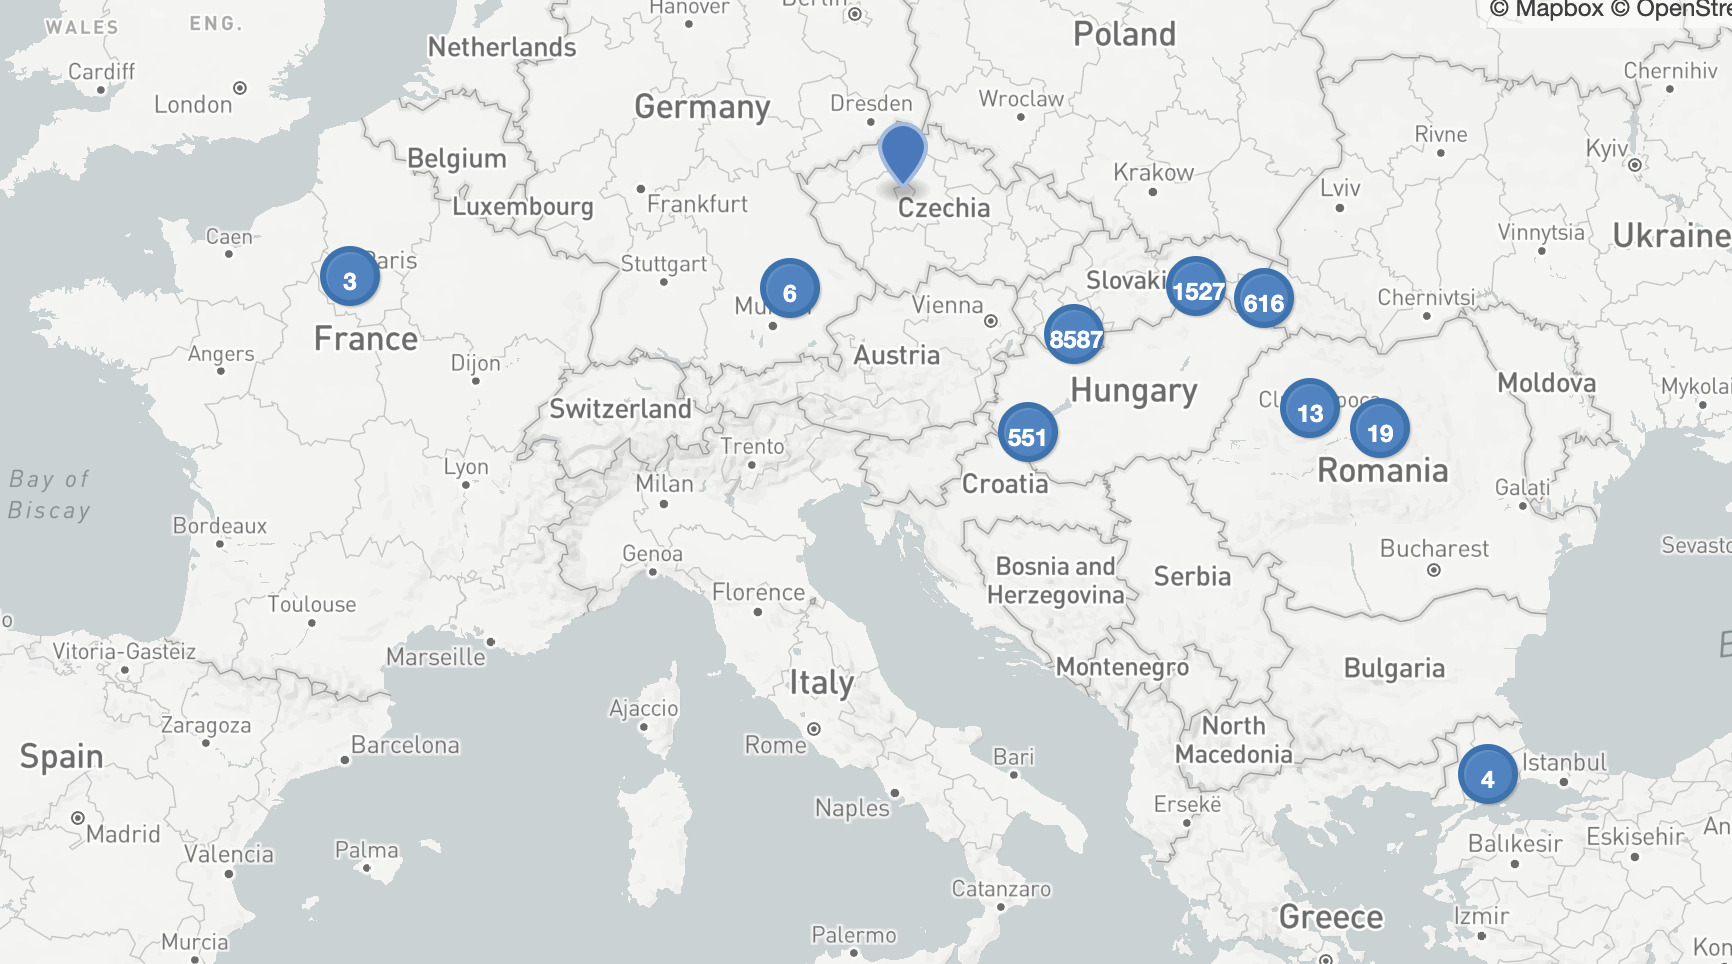 © Mapbox © OpenStre
WALES
ENG.
Hanover
Berlin
Netherlands
Poland
Cardiff
London
Germany
Dresden
Wroclaw
Chernihiv
Rivne
Kyiv
Belgium
Krakow
Lviv
Luxembourg
Frankfurt
Czechia
Vinnytsia
Ukraine
Caen
Paris
3
Stuttgart
6
Slovaki
1527
616
Chernivtsi
Vienna
8587
France
Angers
Dijon
Austria
Hungary
Moldova
Mykolai
Switzerland
13
19
551
Trento
Romania
Lyon
Milan
Croatia
Galați
Bay of
Biscay
Bordeaux
Genoa
Bucharest
Sevasto
Bosnia and
Herzegovina
Serbia
Florence
Toulouse
Vitoria-Gasteiz
Marseille
Montenegro
Bulgaria
Italy
Ajaccio
Zaragoza
Barcelona
Rome
North
Macedonia
Spain
Bari
4
Istanbul
Naples
Ersekë
Madrid
Valencia
Palma
Balıkesir
Eskisehir
An
Catanzaro
Greece
Izmir
Murcia
Palermo
Kon